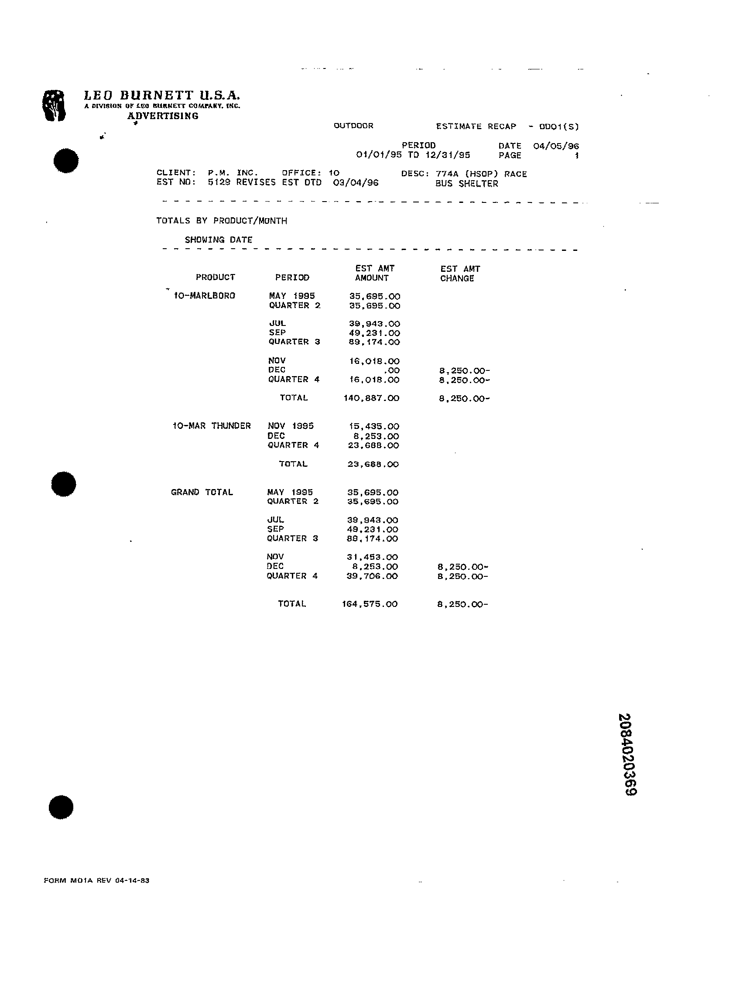 LEO BURNETT U.S.A.
A DIVISION OF LEO BURNETT COMPANY, INC.
ADVERTISING
OUTDOOR ESTIMATE RECAP - 0001(S)
PERIOD DATE 04/05/96
01/01/95 TO 12/31/95 PAGE 1
CLIENT: P.M. INC. OFFICE: 10 DESC: 774A (HSOP) RACE
EST NO: 5129 REVISES EST DTD 03/04/96 BUS SHELTER
TOTALS BY PRODUCT/MONTH
SHOWING DATE
EST AMT EST AMT
PRODUCT PERIOD AMOUNT CHANGE
10-MARLBORO MAY 1995 35,695.00
QUARTER 2 35,695.00
JUL 39,943.00
SEP 49,231.00
QUARTER 3 89,174.00
NOV 16,018.00
DEC .00 8,250.00-
QUARTER 4 16,018.00 8,250.00-
TOTAL 140,887.00 8,250.00-
10-MAR THUNDER NOV 1995 15,435.00
DEC 8,253.00
QUARTER 4 23,688.00
TOTAL 23,688.00
GRAND TOTAL MAY 1995 35,695.00
QUARTER 2 35,695.00
JUL 39,943.00
SEP 49,231.00
QUARTER 3 89,174.00
NOV 31,453.00
DEC 8,253.00 8,250.00-
QUARTER 4 39,706.00 8,250.00-
TOTAL 164,575.00 8,250.00-
2084020369
FORM M01A REV 04-14-83